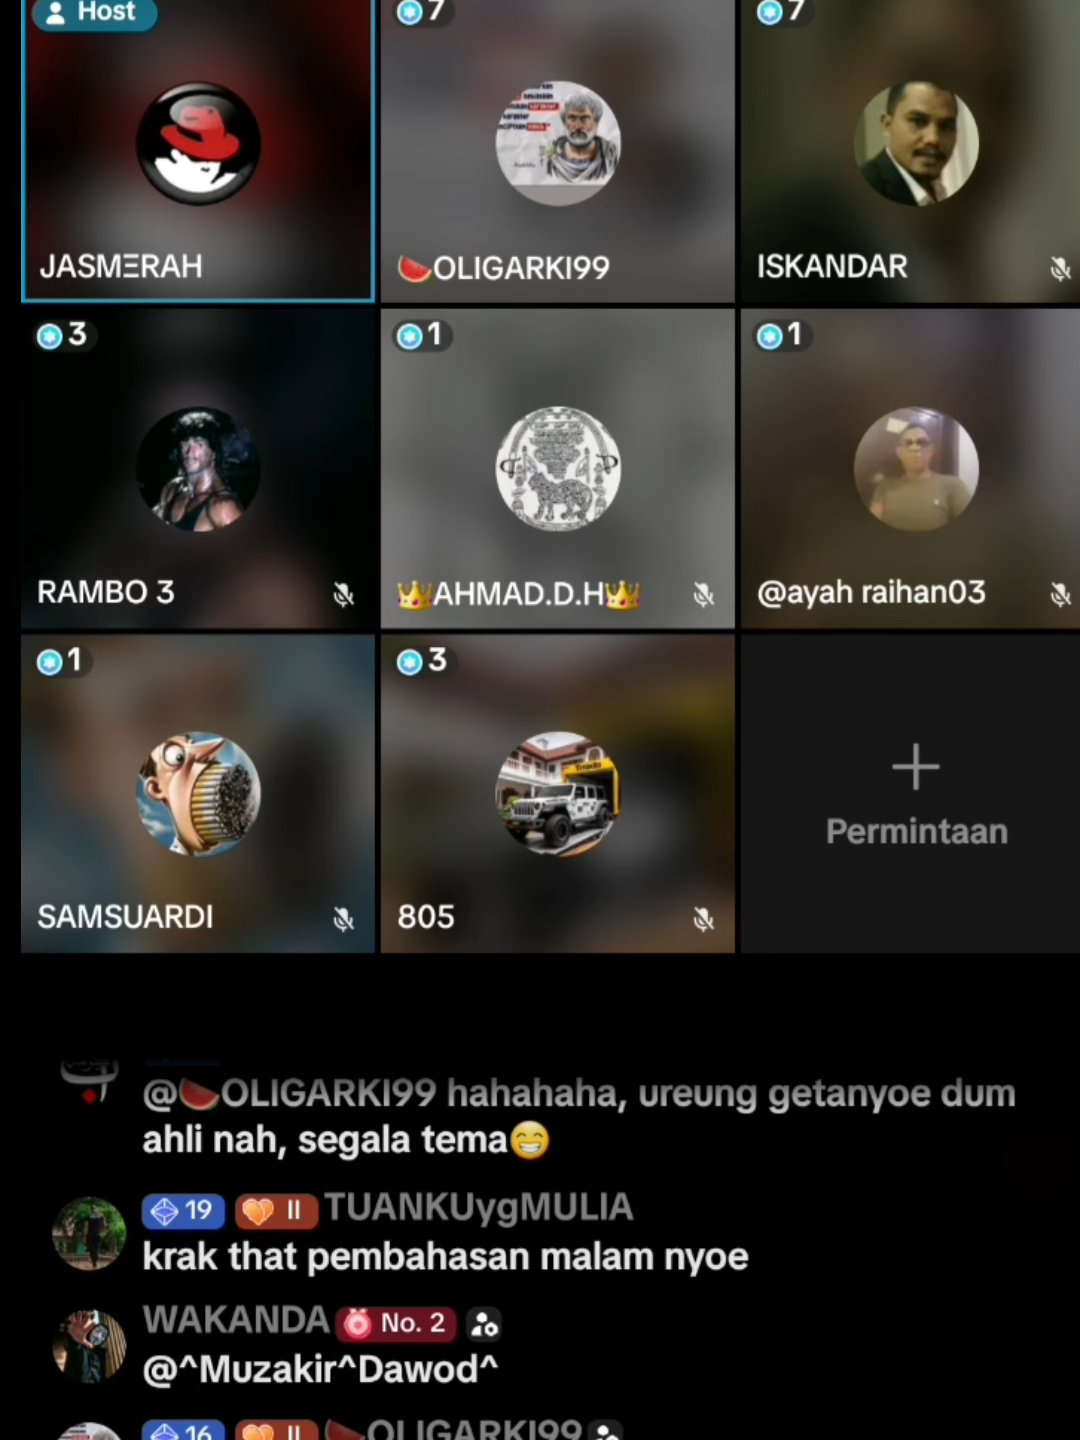 Host
7
7
JASMERAH
🍉OLIGARKI99
ISKANDAR
3
1
1
RAMBO 3
👑AHMAD.D.H👑
@ayah raihan03
1
3
SAMSUARDI
805
Permintaan
@🍉OLIGARKI99 hahahaha, ureung getanyoe dum
ahli nah, segala tema😁
19 II TUANKUygMULIA
krak that pembahasan malam nyoe
WAKANDA No. 2
@^Muzakir^Dawod^
16 II 🍉OLIGARKI99